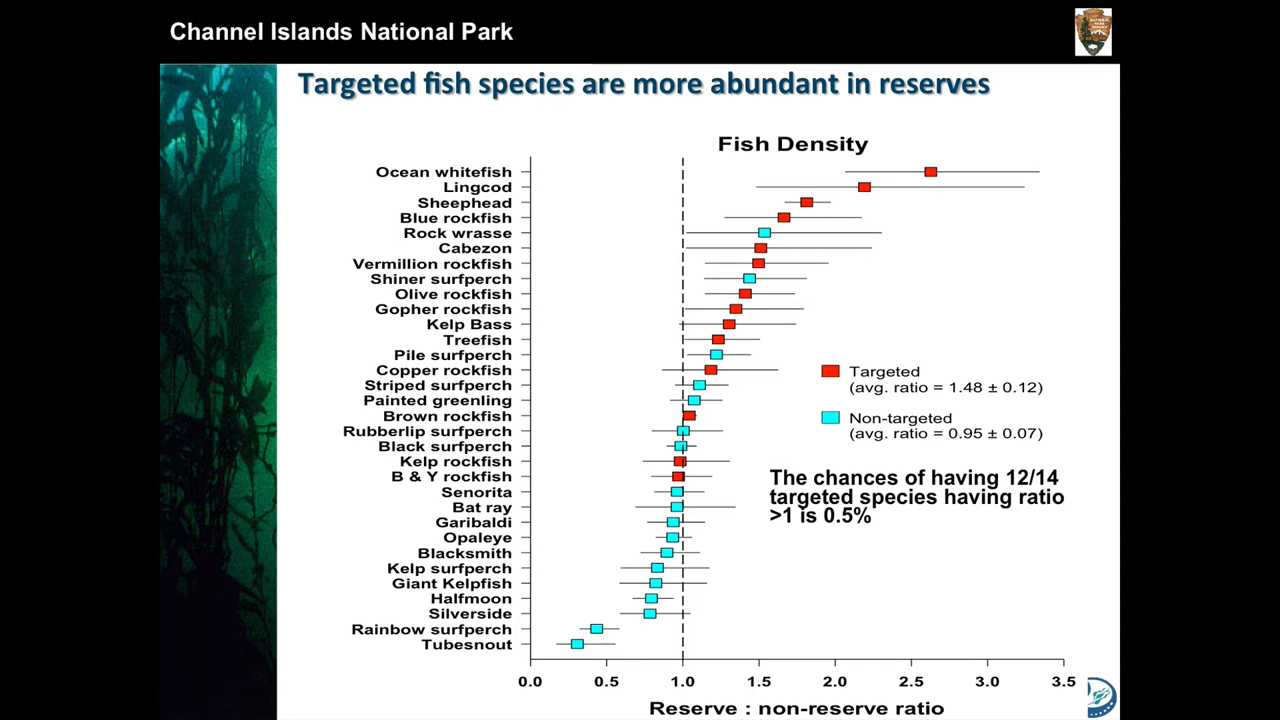 Channel Islands National Park
Targeted fish species are more abundant in reserves
Fish Density
Ocean whitefish
Lingcod
Sheephead
Blue rockfish
Rock wrasse
Cabezon
Vermillion rockfish
Shiner surfperch
Olive rockfish
Gopher rockfish
Kelp Bass
Treefish
Pile surfperch
Copper rockfish
Striped surfperch
Painted greenling
Brown rockfish
Rubberlip surfperch
Black surfperch
Kelp rockfish
B & Y rockfish
Senorita
Bat ray
Garibaldi
Opaleye
Blacksmith
Kelp surfperch
Giant Kelpfish
Halfmoon
Silverside
Rainbow surfperch
Tubesnout
Targeted
(avg. ratio = 1.48 ± 0.12)
Non-targeted
(avg. ratio = 0.95 ± 0.07)
The chances of having 12/14
targeted species having ratio
>1 is 0.5%
0.0 0.5 1.0 1.5 2.0 2.5 3.0 3.5
Reserve : non-reserve ratio